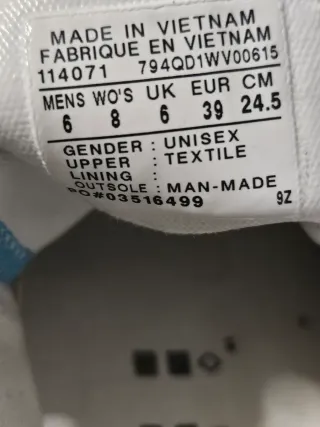 MADE IN VIETNAM
FABRIQUE EN VIETNAM
114071 794QD1WV00615
MENS WO'S UK EUR CM
6 8 6 39 24.5
GENDER : UNISEX
UPPER : TEXTILE
LINING :
OUTSOLE : MAN-MADE
PO#03516499 9Z